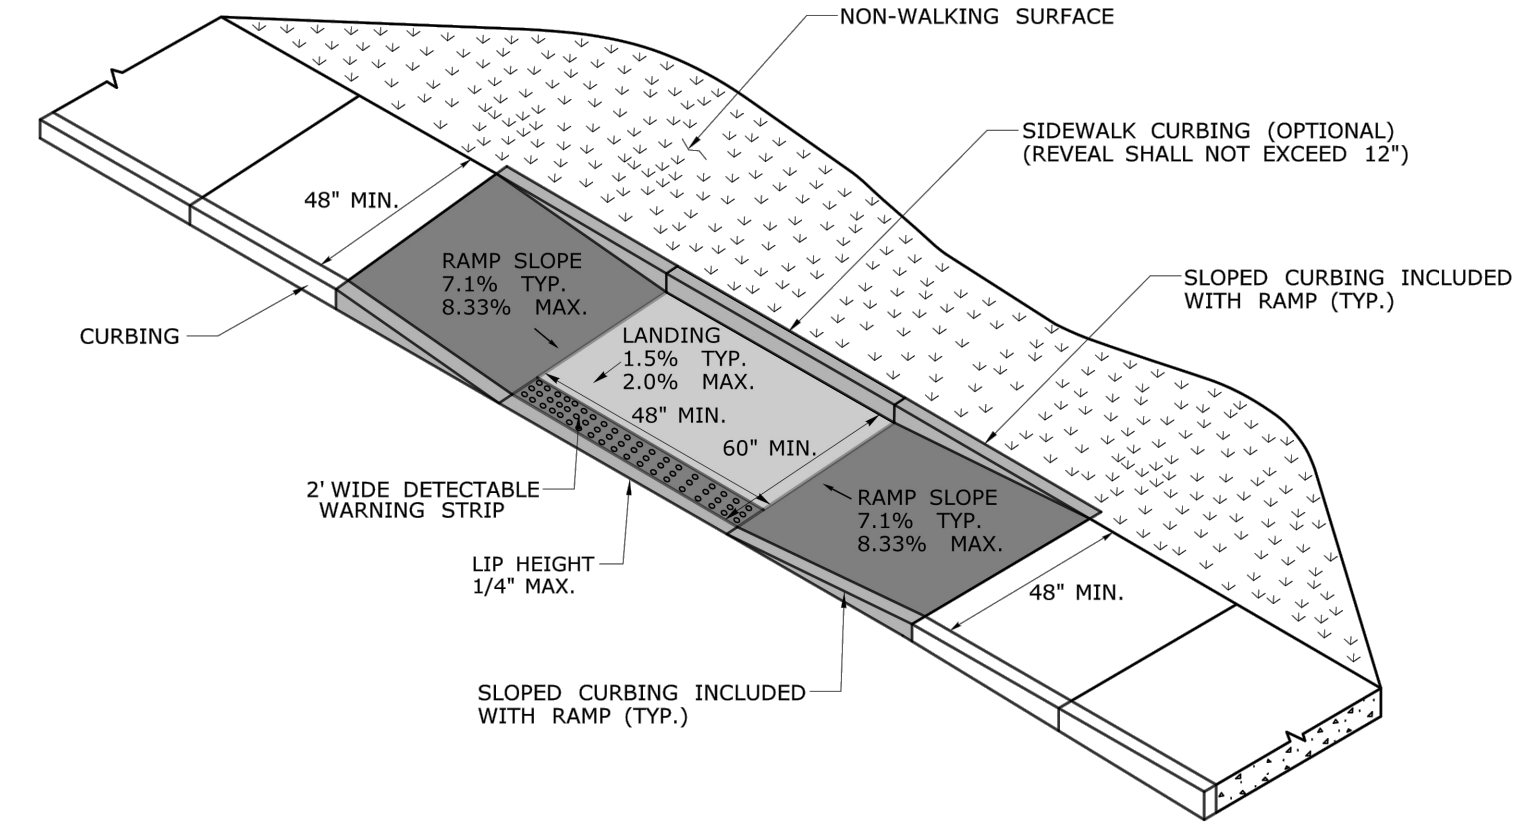 NON-WALKING SURFACE
SIDEWALK CURBING (OPTIONAL)
(REVEAL SHALL NOT EXCEED 12")
48" MIN.
RAMP SLOPE
7.1% TYP.
8.33% MAX.
SLOPED CURBING INCLUDED
WITH RAMP (TYP.)
CURBING
LANDING
1.5% TYP.
2.0% MAX.
48" MIN.
60" MIN.
2' WIDE DETECTABLE
WARNING STRIP
RAMP SLOPE
7.1% TYP.
8.33% MAX.
LIP HEIGHT
1/4" MAX.
48" MIN.
SLOPED CURBING INCLUDED
WITH RAMP (TYP.)